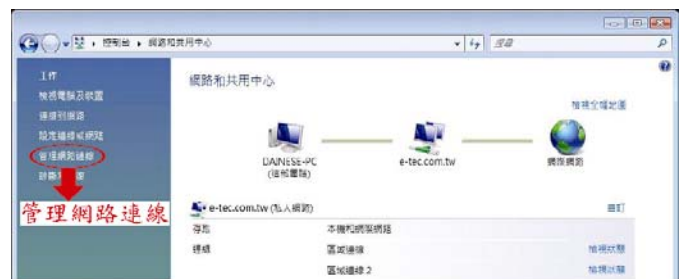 控制台 ▸ 網路和共用中心
搜尋
工作
檢視電腦及裝置
連線到網路
設定連線或網路
管理網路連線
管理網路連線
網路和共用中心
檢視全幅地圖
DAINESE-PC
(這部電腦)
e-tec.com.tw
網際網路
e-tec.com.tw (私人網路)
自訂
存取
本機和網際網路
連線
區域連線
檢視狀態
區域連線 2
檢視狀態